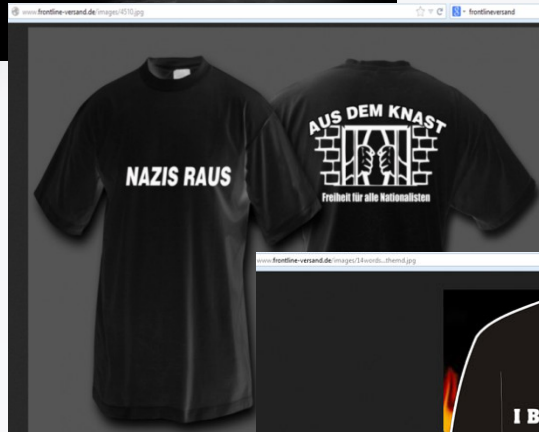 www.frontline-versand.de/images/4510.jpg
frontlineversand
NAZIS RAUS
AUS DEM KNAST
Freiheit für alle Nationalisten
www.frontline-versand.de/images/14words...themd.jpg
I B